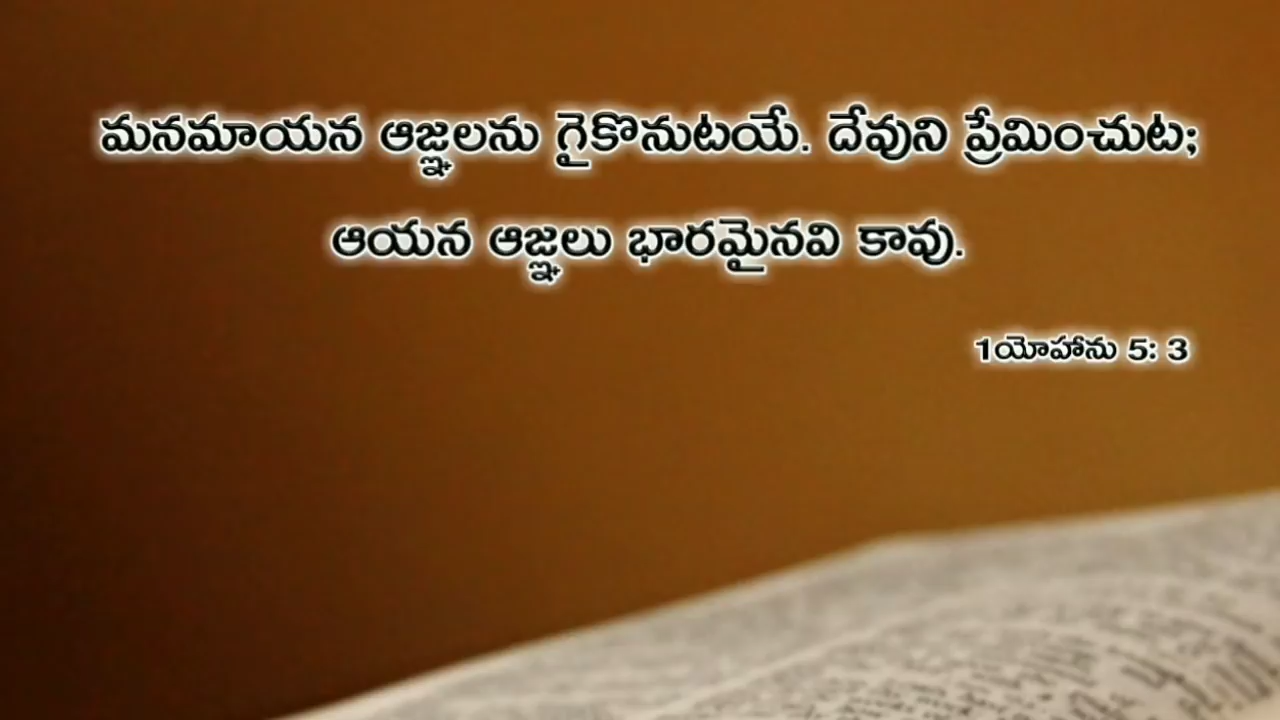 మనమాయన ఆజ్ఞలను గైకొనుటయే. దేవుని ప్రేమించుట;
ఆయన ఆజ్ఞలు భారమైనవి కావు.
1యోహాను 5: 3